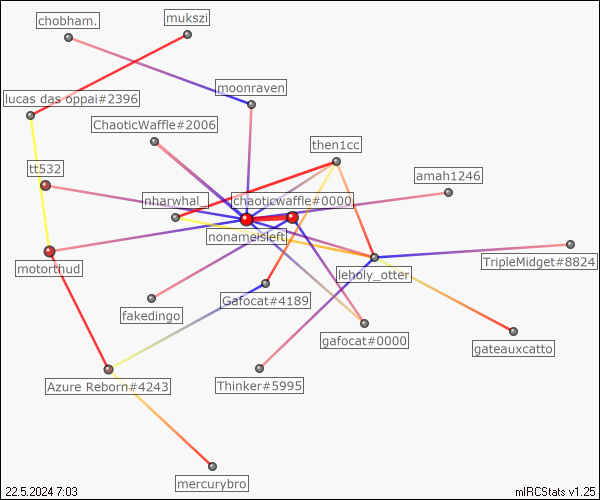 chobham.
mukszi
moonraven
lucas das oppai#2396
ChaoticWaffle#2006
then1cc
tt532
amah1246
nharwhal_
chaoticwaffle#0000
nonameisleft
motorthud
leholy_otter
TripleMidget#8824
Gafocat#4189
fakedingo
gafocat#0000
gateauxcatto
Azure Reborn#4243
Thinker#5995
mercurybro
22.5.2024 7:03
mIRCStats v1.25